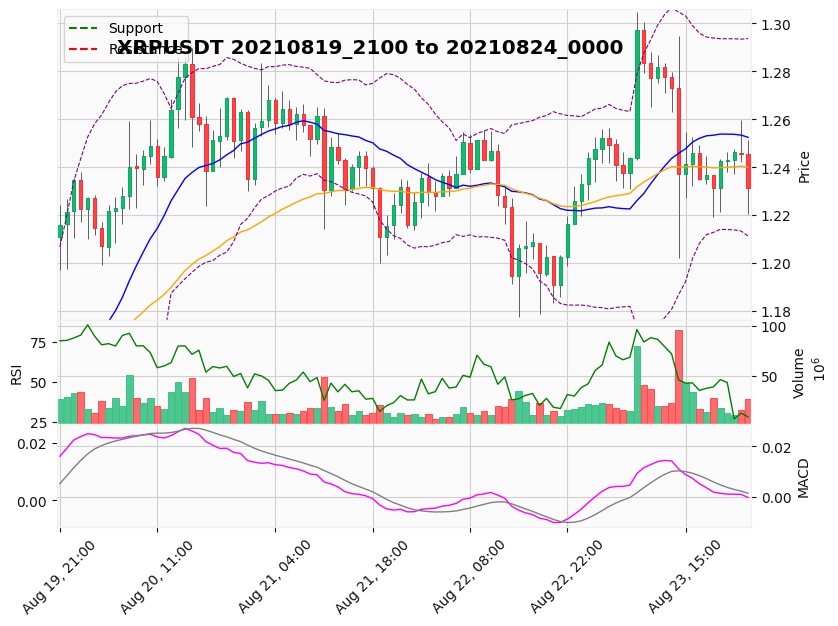 XRPUSDT 20210819_2100 to 20210824_0000
Support
Resistance
1.30
1.28
1.26
1.24
1.22
1.20
1.18
Price
75
50
25
RSI
100
50
Volume
10^6
0.02
0.00
0.02
0.00
MACD
Aug 19, 21:00
Aug 20, 11:00
Aug 21, 04:00
Aug 21, 18:00
Aug 22, 08:00
Aug 22, 22:00
Aug 23, 15:00